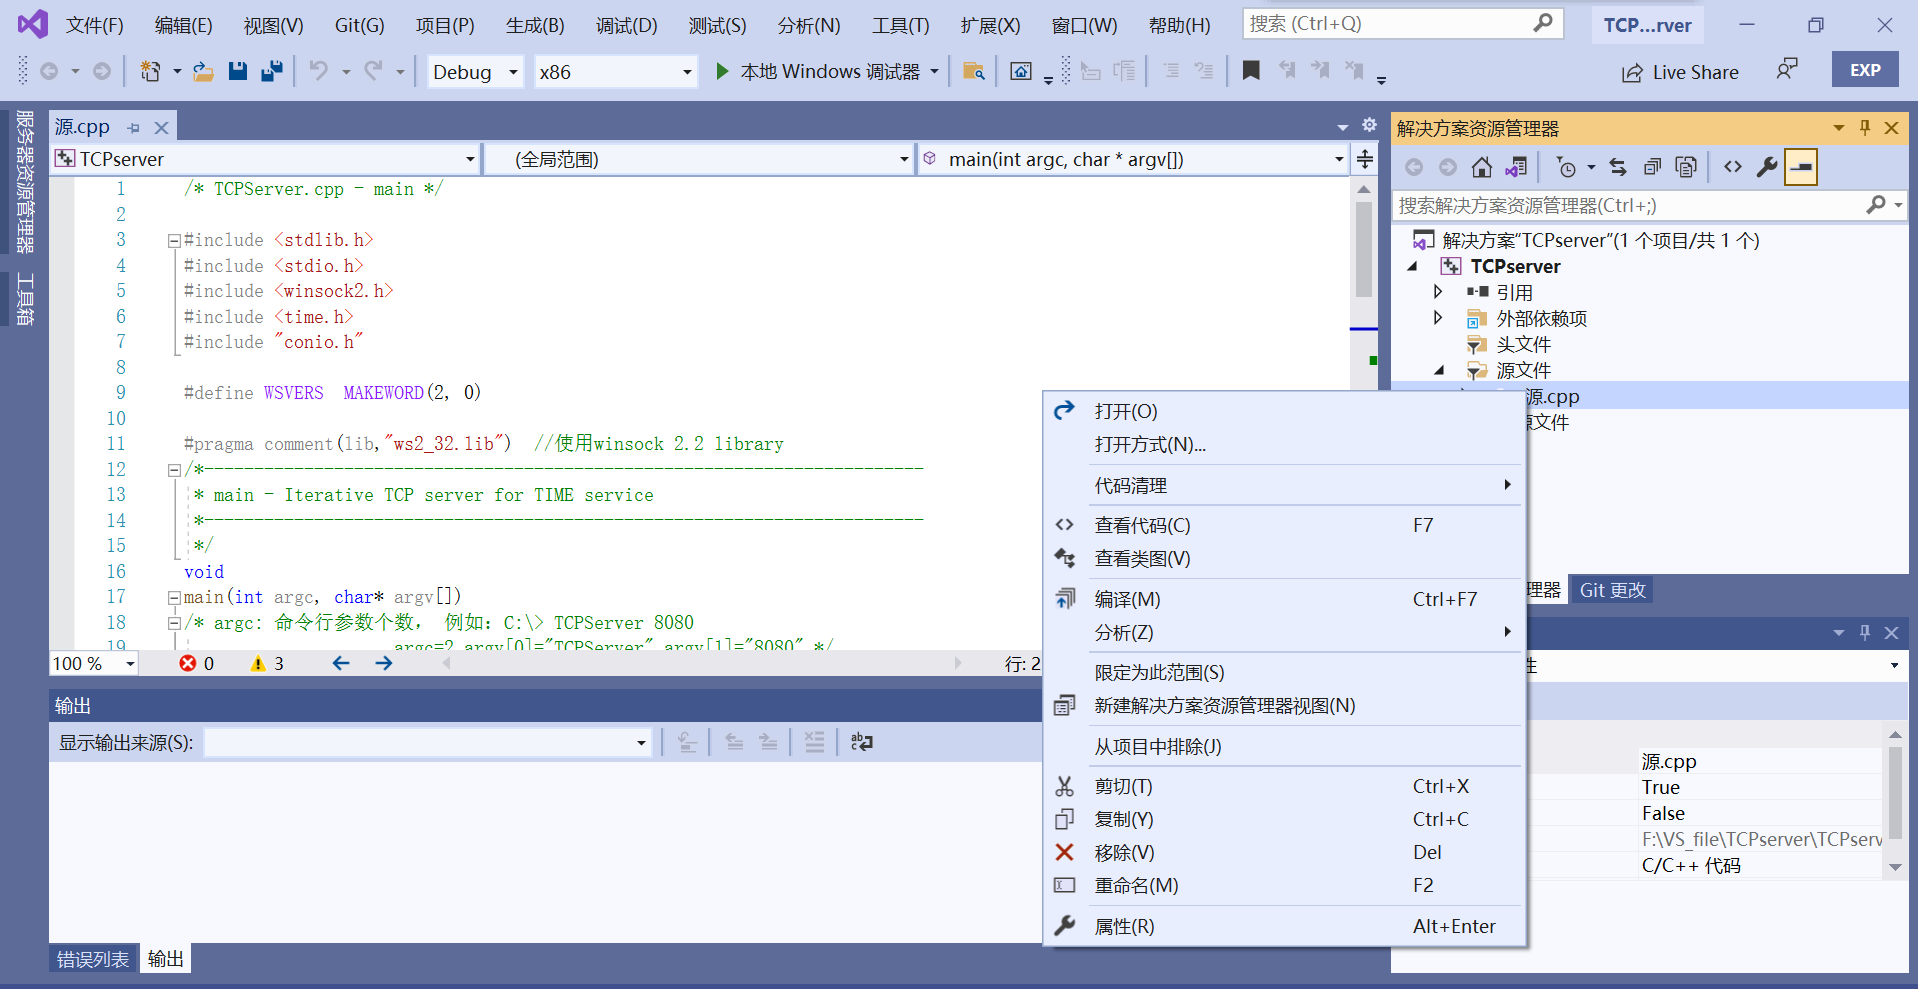 文件(F) 编辑(E) 视图(V) Git(G) 项目(P) 生成(B) 调试(D) 测试(S) 分析(N) 工具(T) 扩展(X) 窗口(W) 帮助(H) 搜索 (Ctrl+Q) TCP...rver
Debug x86 本地 Windows 调试器 Live Share EXP
服务器资源管理器
工具箱
源.cpp
TCPserver (全局范围) main(int argc, char * argv[])
1 /* TCPServer.cpp - main */
2
3 #include <stdlib.h>
4 #include <stdio.h>
5 #include <winsock2.h>
6 #include <time.h>
7 #include "conio.h"
8
9 #define WSVERS  MAKEWORD(2, 0)
10
11 #pragma comment(lib,"ws2_32.lib")  //使用winsock 2.2 library
12 /*------------------------------------------------------------------------
13 * main - Iterative TCP server for TIME service
14 *------------------------------------------------------------------------
15 */
16 void
17 main(int argc, char* argv[])
18 /* argc: 命令行参数个数， 例如：C:\> TCPServer 8080
19 argc=2 argv[0]="TCPServer" argv[1]="8080" */
100 % 0 3 行: 2
输出
显示输出来源(S):
错误列表 输出
解决方案资源管理器
搜索解决方案资源管理器(Ctrl+;)
解决方案"TCPserver"(1 个项目/共 1 个)
TCPserver
引用
外部依赖项
头文件
源文件
源.cpp
源文件
理器 Git 更改
性
源.cpp
True
False
F:\VS_file\TCPserver\TCPserv
C/C++ 代码
打开(O)
打开方式(N)...
代码清理
查看代码(C) F7
查看类图(V)
编译(M) Ctrl+F7
分析(Z)
限定为此范围(S)
新建解决方案资源管理器视图(N)
从项目中排除(J)
剪切(T) Ctrl+X
复制(Y) Ctrl+C
移除(V) Del
重命名(M) F2
属性(R) Alt+Enter